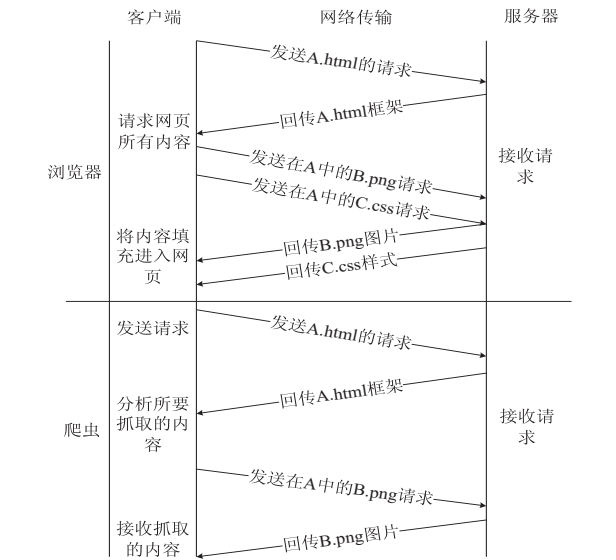 客户端
网络传输
服务器
发送A.html的请求
回传A.html框架
请求网页
所有内容
浏览器
接收请
求
发送在A中的B.png请求
发送在A中的C.css请求
将内容填
充进入网
页
回传B.png图片
回传C.css样式
发送请求
发送A.html的请求
回传A.html框架
分析所要
抓取的内
容
爬虫
接收请
求
发送在A中的B.png请求
接收抓取
的内容
回传B.png图片